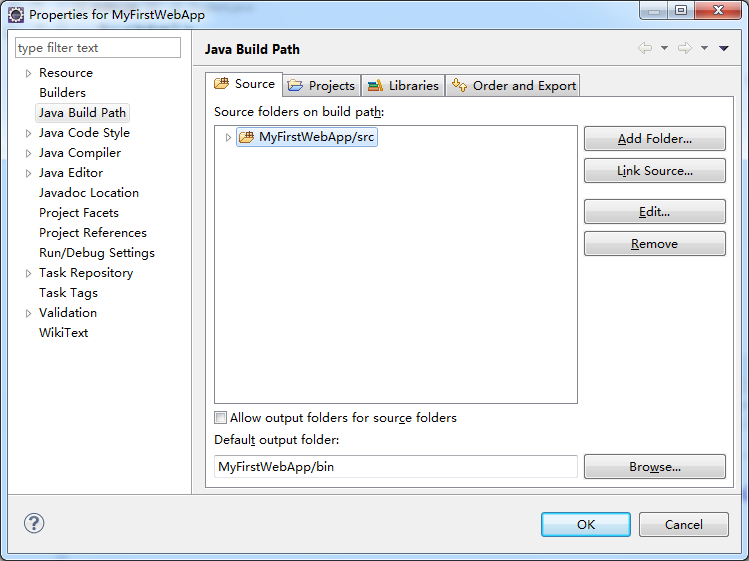 Properties for MyFirstWebApp
type filter text
Resource
Builders
Java Build Path
Java Code Style
Java Compiler
Java Editor
Javadoc Location
Project Facets
Project References
Run/Debug Settings
Task Repository
Task Tags
Validation
WikiText
Java Build Path
Source Projects Libraries Order and Export
Source folders on build path:
MyFirstWebApp/src
Add Folder...
Link Source...
Edit...
Remove
Allow output folders for source folders
Default output folder:
MyFirstWebApp/bin
Browse...
?
OK Cancel